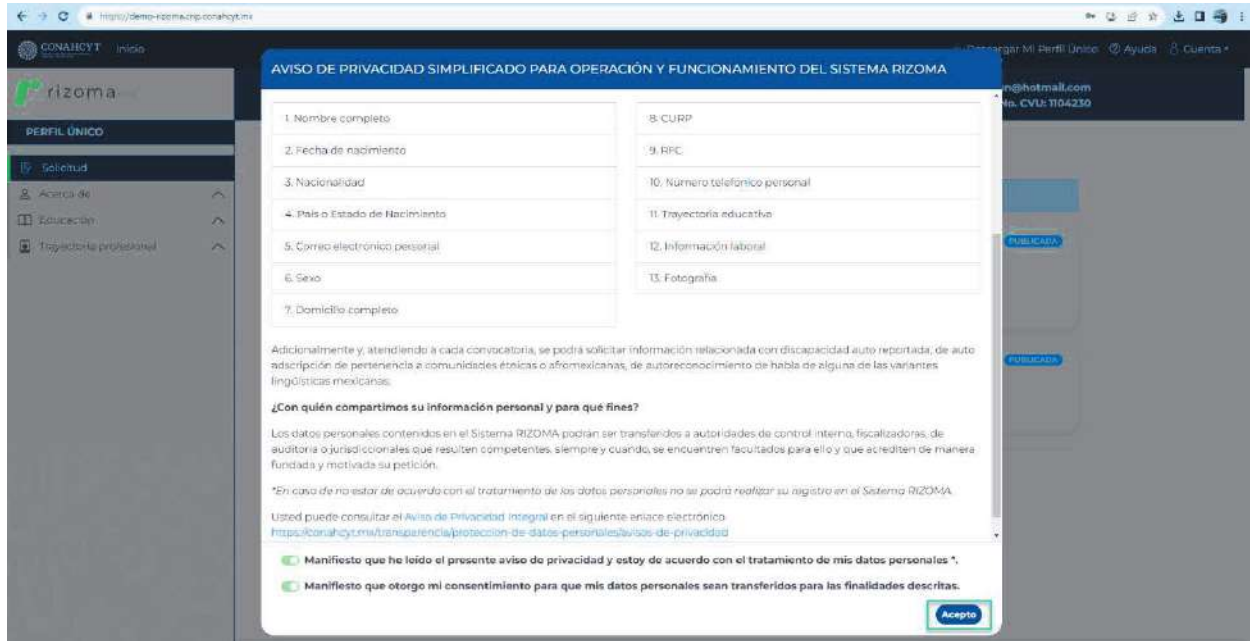 https://demo-rizoma.cnp.conahcyt.mx
CONAHCYT Inicio
Descargar Mi Perfil Único Ayuda Cuenta
rizoma
n@hotmail.com
No. CVU: 1104230
PERFIL ÚNICO
Solicitud
Acerca de
Educación
Trayectoria profesional
PUBLICADA
PUBLICADA
AVISO DE PRIVACIDAD SIMPLIFICADO PARA OPERACIÓN Y FUNCIONAMIENTO DEL SISTEMA RIZOMA
1. Nombre completo
8. CURP
2. Fecha de nacimiento
9. RFC
3. Nacionalidad
10. Número telefónico personal
4. País o Estado de Nacimiento
11. Trayectoria educativa
5. Correo electrónico personal
12. Información laboral
6. Sexo
13. Fotografía
7. Domicilio completo
Adicionalmente y, atendiendo a cada convocatoria, se podrá solicitar información relacionada con discapacidad auto reportada, de auto
adscripción de pertenencia a comunidades étnicas o afromexicanas, de autoreconocimiento de habla de alguna de las variantes
lingüísticas mexicanas.
¿Con quién compartimos su información personal y para qué fines?
Los datos personales contenidos en el Sistema RIZOMA podrán ser transferidos a autoridades de control interno, fiscalizadoras, de
auditoría o jurisdiccionales que resulten competentes, siempre y cuando, se encuentren facultados para ello y que acrediten de manera
fundada y motivada su petición.
*En caso de no estar de acuerdo con el tratamiento de los datos personales no se podrá realizar su registro en el Sistema RIZOMA.
Usted puede consultar el Aviso de Privacidad Integral en el siguiente enlace electrónico
https://conahcyt.mx/transparencia/proteccion-de-datos-personales/avisos-de-privacidad
Manifiesto que he leído el presente aviso de privacidad y estoy de acuerdo con el tratamiento de mis datos personales *.
Manifiesto que otorgo mi consentimiento para que mis datos personales sean transferidos para las finalidades descritas.
Acepto